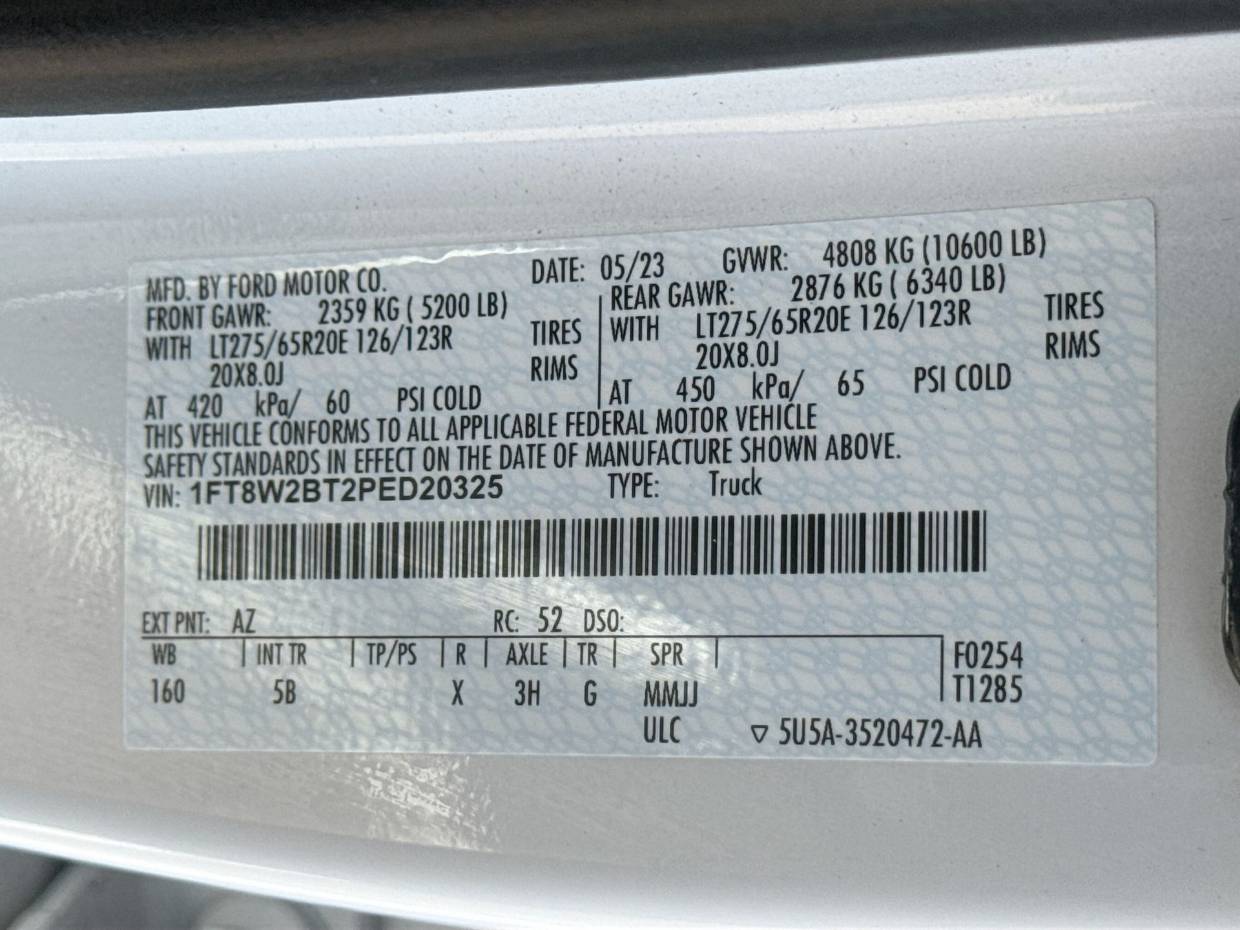 MFD. BY FORD MOTOR CO. DATE: 05/23 GVWR: 4808 KG (10600 LB)
FRONT GAWR: 2359 KG ( 5200 LB) REAR GAWR: 2876 KG ( 6340 LB)
WITH LT275/65R20E 126/123R TIRES WITH LT275/65R20E 126/123R TIRES
20X8.0J RIMS 20X8.0J RIMS
AT 420 kPa/ 60 PSI COLD AT 450 kPa/ 65 PSI COLD
THIS VEHICLE CONFORMS TO ALL APPLICABLE FEDERAL MOTOR VEHICLE
SAFETY STANDARDS IN EFFECT ON THE DATE OF MANUFACTURE SHOWN ABOVE.
VIN: 1FT8W2BT2PED20325 TYPE: Truck
EXT PNT: AZ RC: 52 DSO:
WB INT TR TP/PS R AXLE TR SPR F0254
160 5B X 3H G MMJJ T1285
ULC ▽ 5U5A-3520472-AA